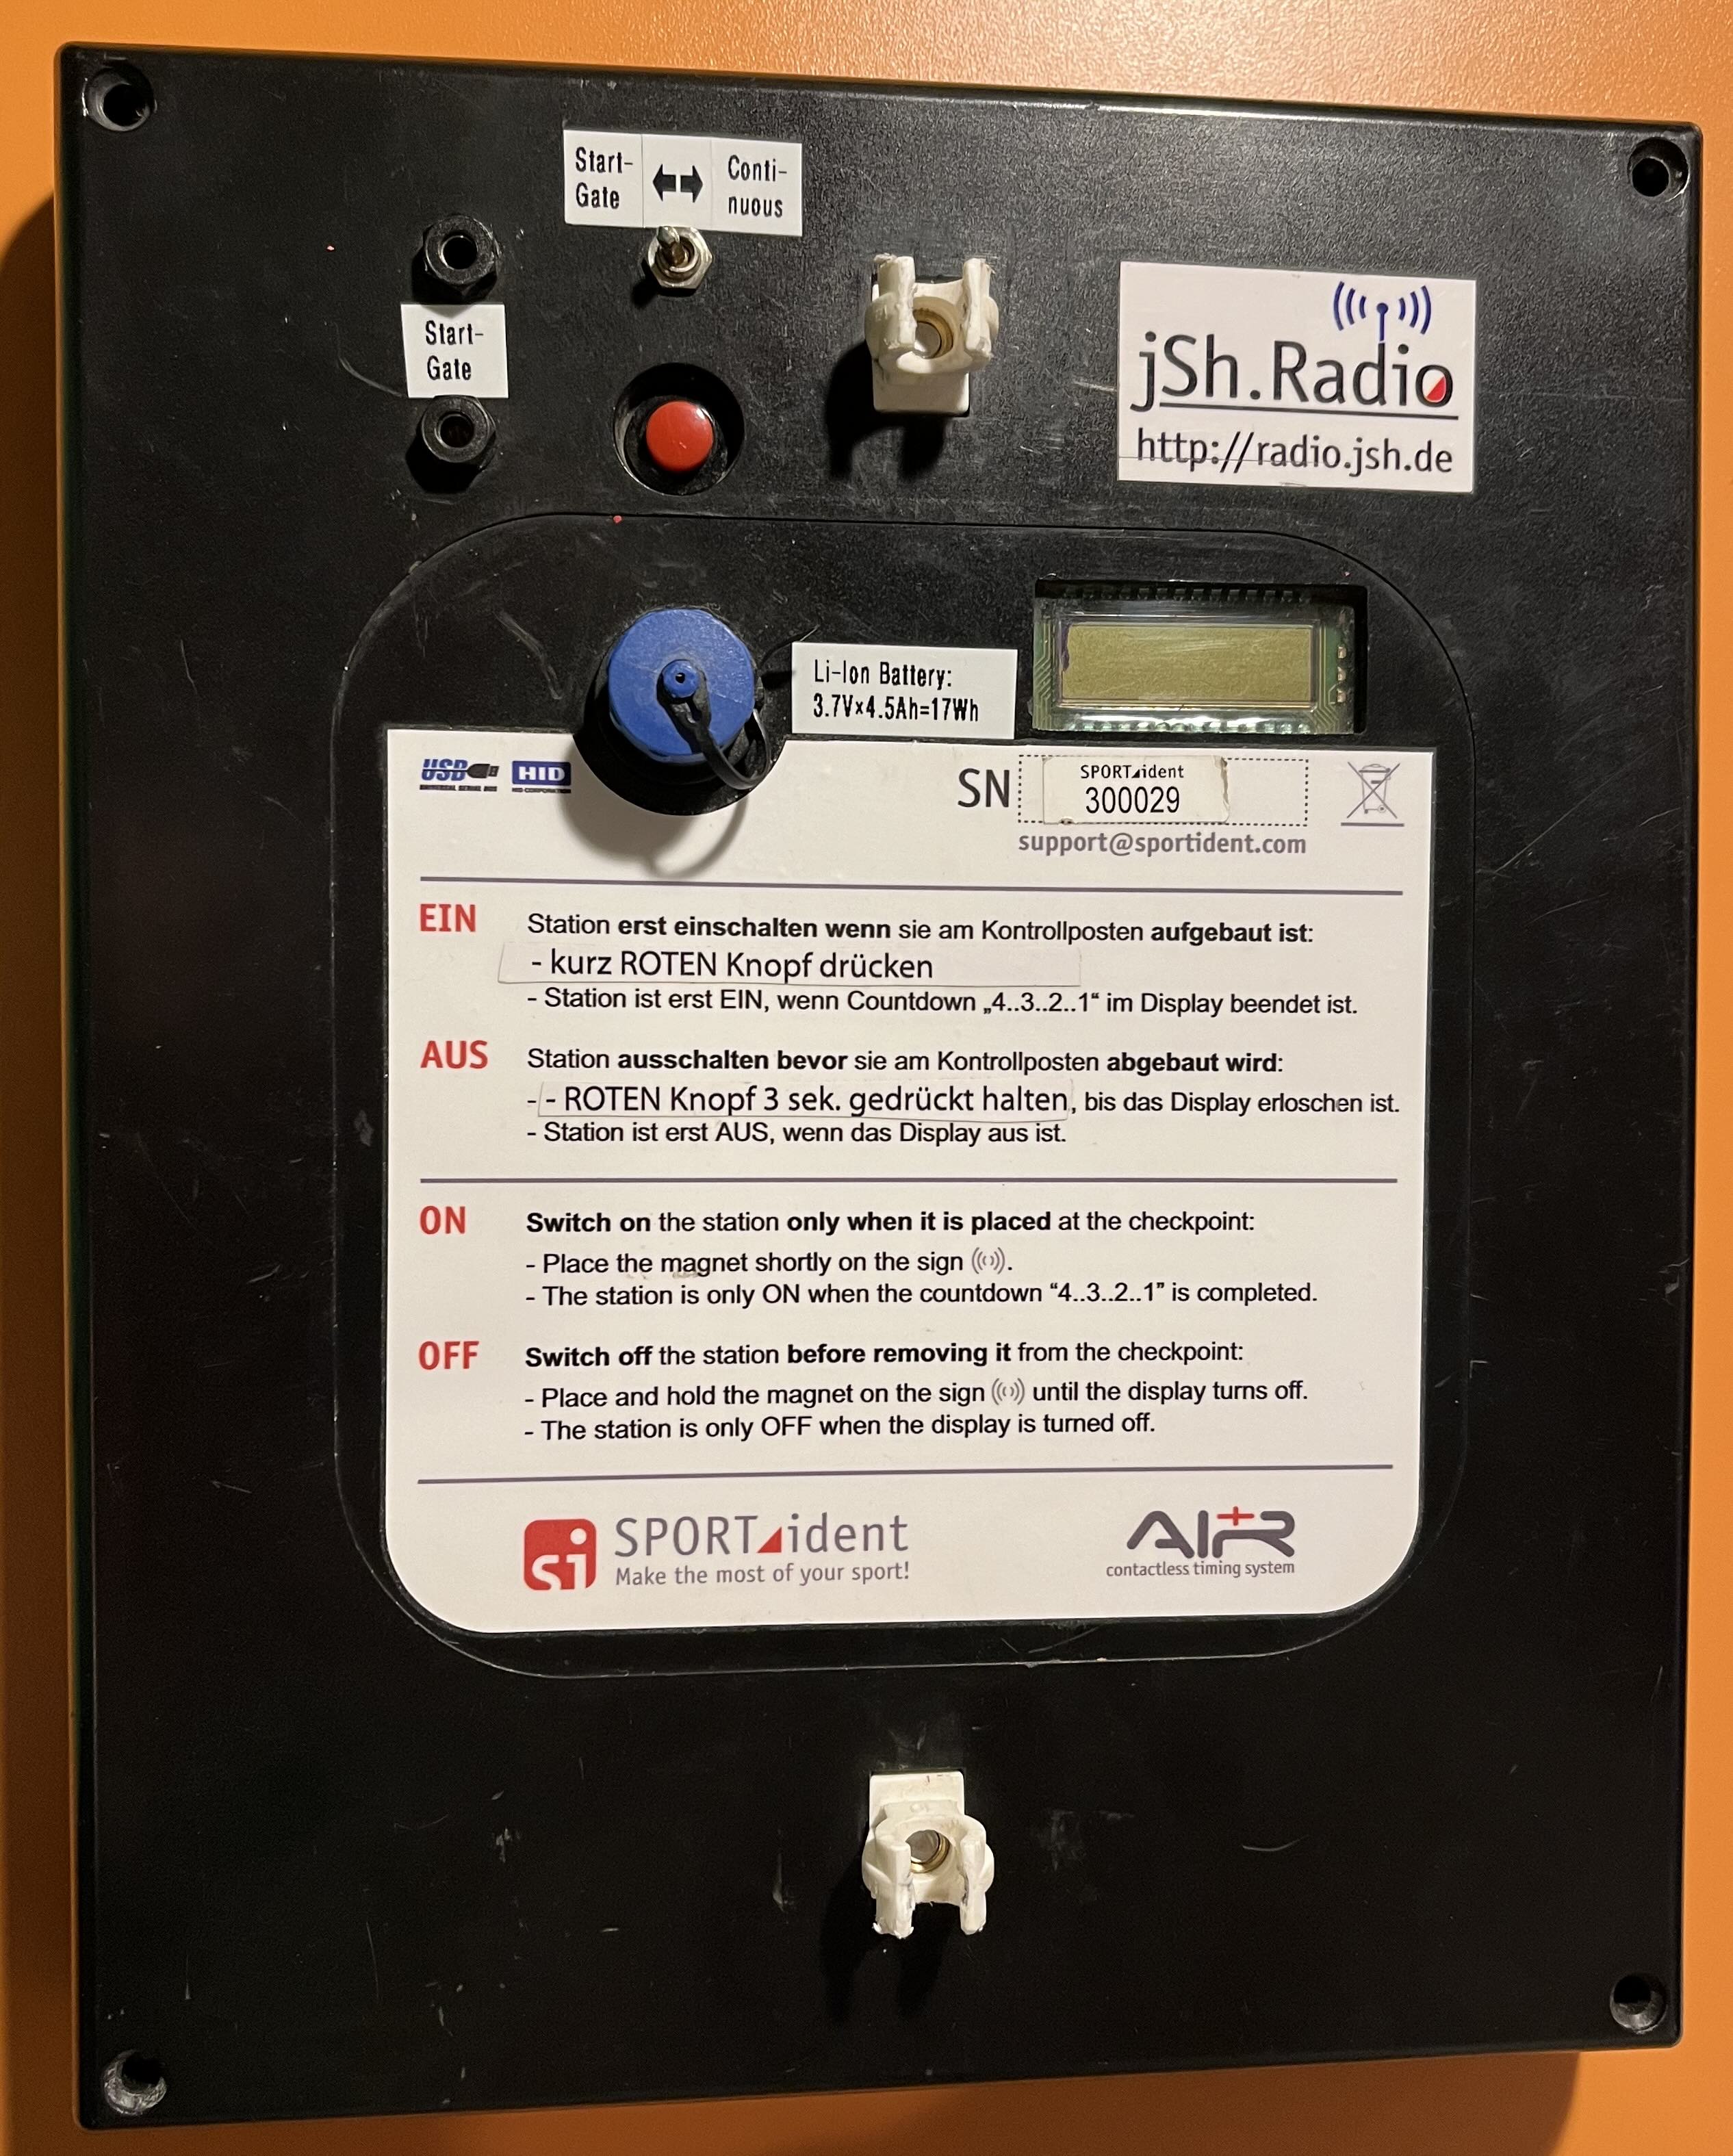 Start-
Gate
Conti-
nuous
Start-
Gate
jSh.Radio
http://radio.jsh.de
Li-Ion Battery:
3.7V×4.5Ah=17Wh
USB
HID
SN
SPORTident
300029
support@sportident.com
EIN
Station erst einschalten wenn sie am Kontrollposten aufgebaut ist:
- kurz ROTEN Knopf drücken
- Station ist erst EIN, wenn Countdown „4..3..2..1“ im Display beendet ist.
AUS
Station ausschalten bevor sie am Kontrollposten abgebaut wird:
- - ROTEN Knopf 3 sek. gedrückt halten, bis das Display erloschen ist.
- Station ist erst AUS, wenn das Display aus ist.
ON
Switch on the station only when it is placed at the checkpoint:
- Place the magnet shortly on the sign ((·)).
- The station is only ON when the countdown “4..3..2..1” is completed.
OFF
Switch off the station before removing it from the checkpoint:
- Place and hold the magnet on the sign ((·)) until the display turns off.
- The station is only OFF when the display is turned off.
si
SPORTident
Make the most of your sport!
AIR+
contactless timing system